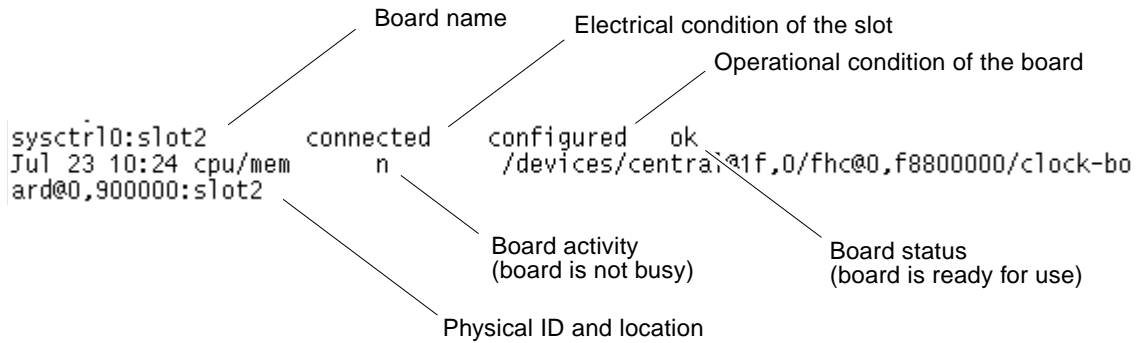 Board name
Electrical condition of the slot
Operational condition of the board
sysctrl0:slot2 connected configured ok
Jul 23 10:24 cpu/mem n /devices/central@1f,0/fhc@0,f8800000/clock-bo
ard@0,900000:slot2
Board activity
(board is not busy)
Board status
(board is ready for use)
Physical ID and location